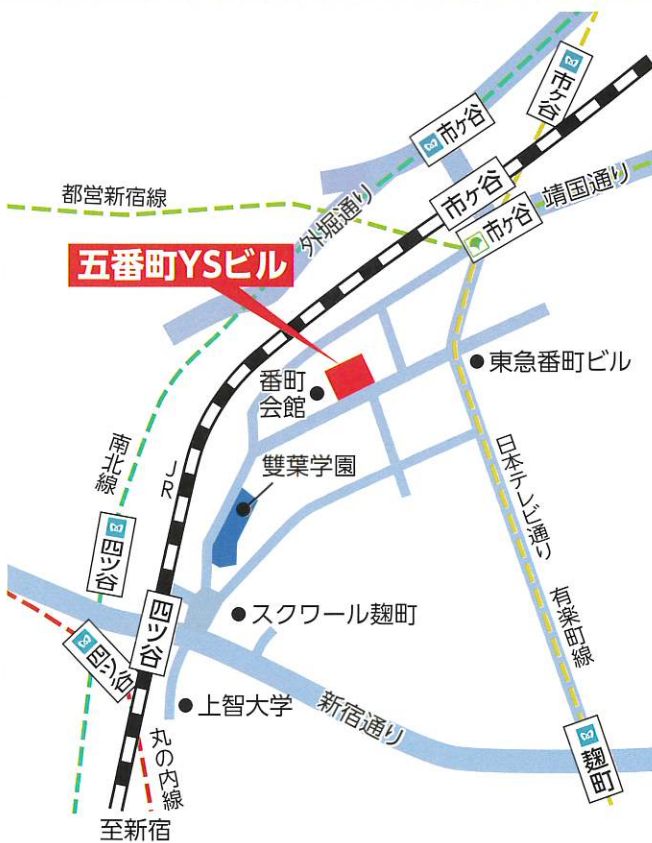 市ヶ谷
市ヶ谷
市ヶ谷
靖国通り
市ヶ谷
都営新宿線
外堀通り
五番町YSビル
東急番町ビル
番町
会館
南北線
JR
雙葉学園
日本テレビ通り
四ツ谷
有楽町線
四ツ谷
スクワール麹町
四ツ谷
上智大学
新宿通り
丸の内線
麹町
至新宿